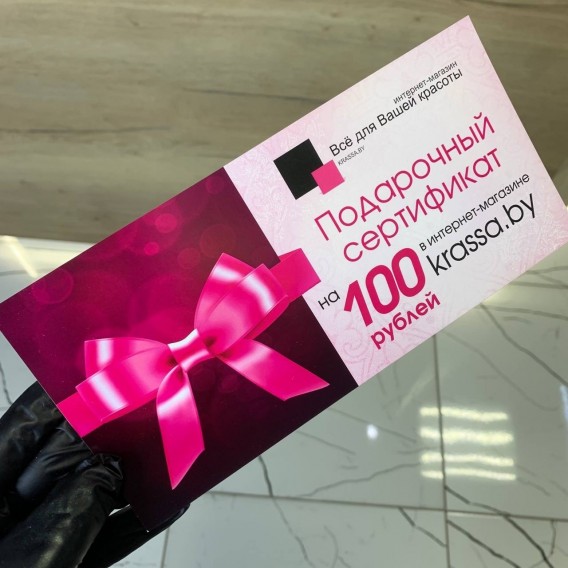 интернет-магазин
Всё для Вашей красоты
KRASSA.BY
Подарочный
сертификат
на 100 в интернет-магазине
рублей krassa.by